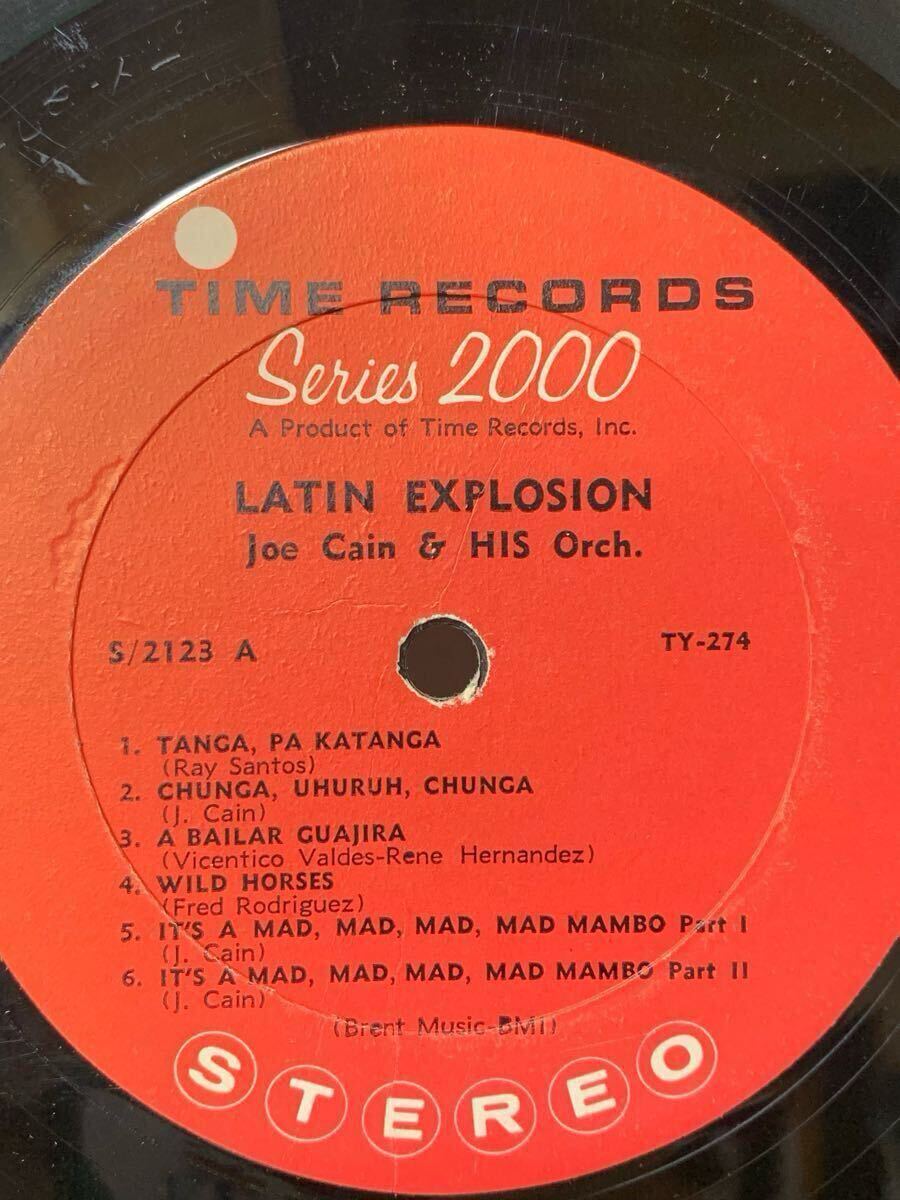 TIME RECORDS
Series 2000
A Product of Time Records, Inc.
LATIN EXPLOSION
Joe Cain & HIS Orch.
S/2123 A
TY-274
1. TANGA, PA KATANGA
(Ray Santos)
2. CHUNGA, UHURUH, CHUNGA
(J. Cain)
3. A BAILAR GUAJIRA
(Vicentico Valdes-Rene Hernandez)
4. WILD HORSES
(Fred Rodriguez)
5. IT'S A MAD, MAD, MAD, MAD MAMBO Part I
(J. Cain)
6. IT'S A MAD, MAD, MAD, MAD MAMBO Part II
(J. Cain)
(Brent Music-BMI)
STEREO